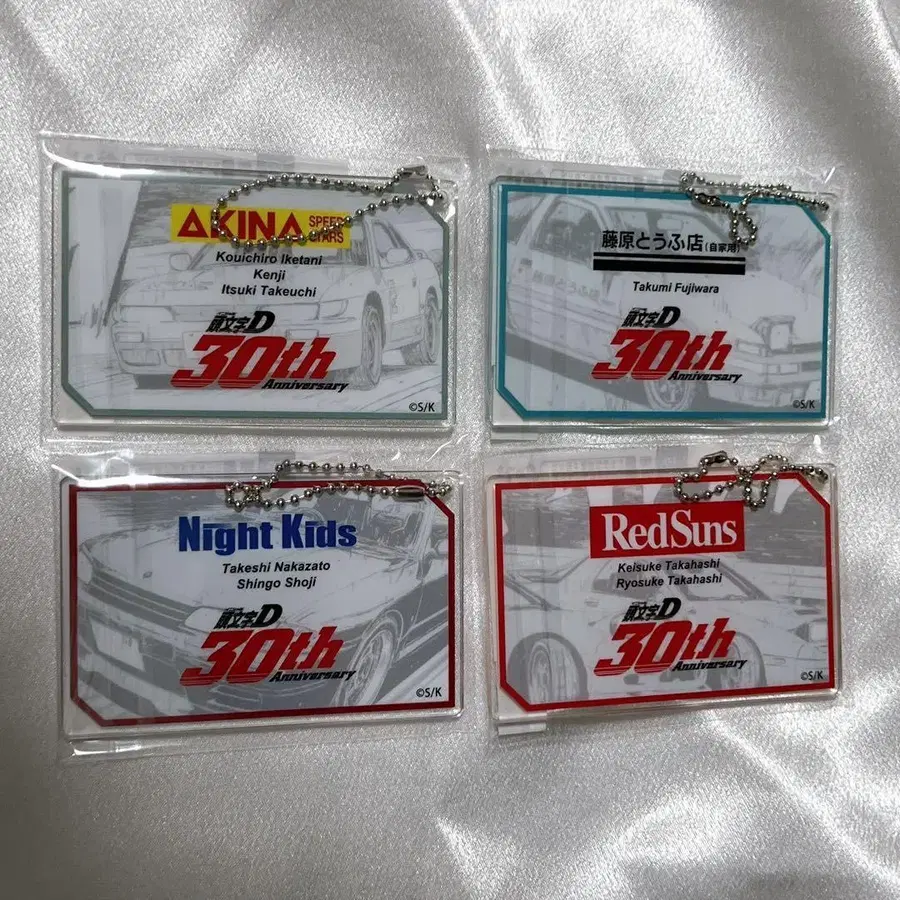 AKINA SPEED STARS
Kouichiro Iketani
Kenji
Itsuki Takeuchi
頭文字D
30th
Anniversary
©S/K
藤原とうふ店(自家用)
Takumi Fujiwara
頭文字D
30th
Anniversary
©S/K
Night Kids
Takeshi Nakazato
Shingo Shoji
頭文字D
30th
Anniversary
©S/K
RedSuns
Keisuke Takahashi
Ryosuke Takahashi
頭文字D
30th
Anniversary
©S/K